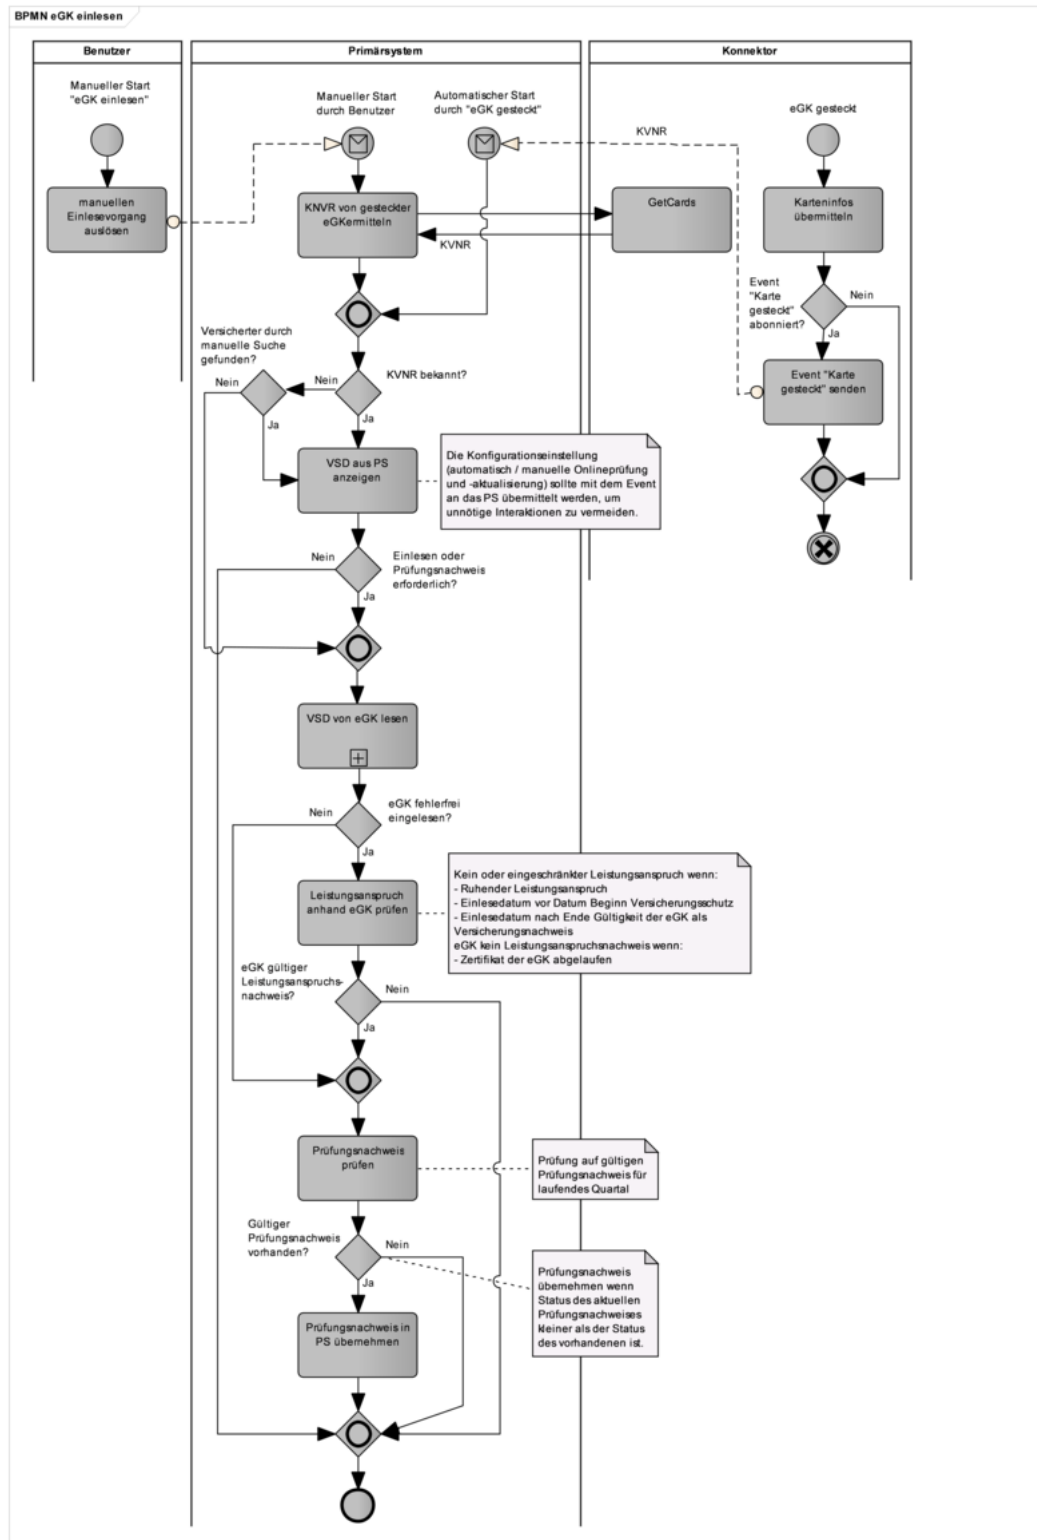 BPMN eGK einlesen
Benutzer
Primärsystem
Konnektor
Manueller Start
"eGK einlesen"
Manueller Start
durch Benutzer
Automatischer Start
durch "eGK gesteckt"
eGK gesteckt
KVNR
manuellen
Einlesevorgang
auslösen
KNVR von gesteckter
eGKermitteln
GetCards
Karteninfos
übermitteln
KVNR
Event
"Karte
gesteckt"
abonniert?
Nein
Ja
Versicherter durch
manuelle Suche
gefunden?
Nein
Nein
KVNR bekannt?
Ja
Ja
Event "Karte
gesteckt" senden
VSD aus PS
anzeigen
Die Konfigurationseinstellung
(automatisch / manuelle Onlineprüfung
und -aktualisierung) sollte mit dem Event
an das PS übermittelt werden, um
unnötige Interaktionen zu vermeiden.
Nein
Einlesen oder
Prüfungsnachweis
erforderlich?
Ja
VSD von eGK lesen
Nein
eGK fehlerfrei
eingelesen?
Ja
Leistungsanspruch
anhand eGK prüfen
Kein oder eingeschränkter Leistungsanspruch wenn:
- Ruhender Leistungsanspruch
- Einlesedatum vor Datum Beginn Versicherungsschutz
- Einlesedatum nach Ende Gültigkeit der eGK als
Versicherungsnachweis
eGK kein Leistungsanspruchsnachweis wenn:
- Zertifikat der eGK abgelaufen
eGK gültiger
Leistungsanspruchs-
nachweis?
Nein
Ja
Prüfungsnachweis
prüfen
Prüfung auf gültigen
Prüfungsnachweis für
laufendes Quartal
Gültiger
Prüfungsnachweis
vorhanden?
Nein
Ja
Prüfungsnachweis
übernehmen wenn
Status des aktuellen
Prüfungsnachweises
kleiner als der Status
des vorhandenen ist.
Prüfungsnachweis in
PS übernehmen